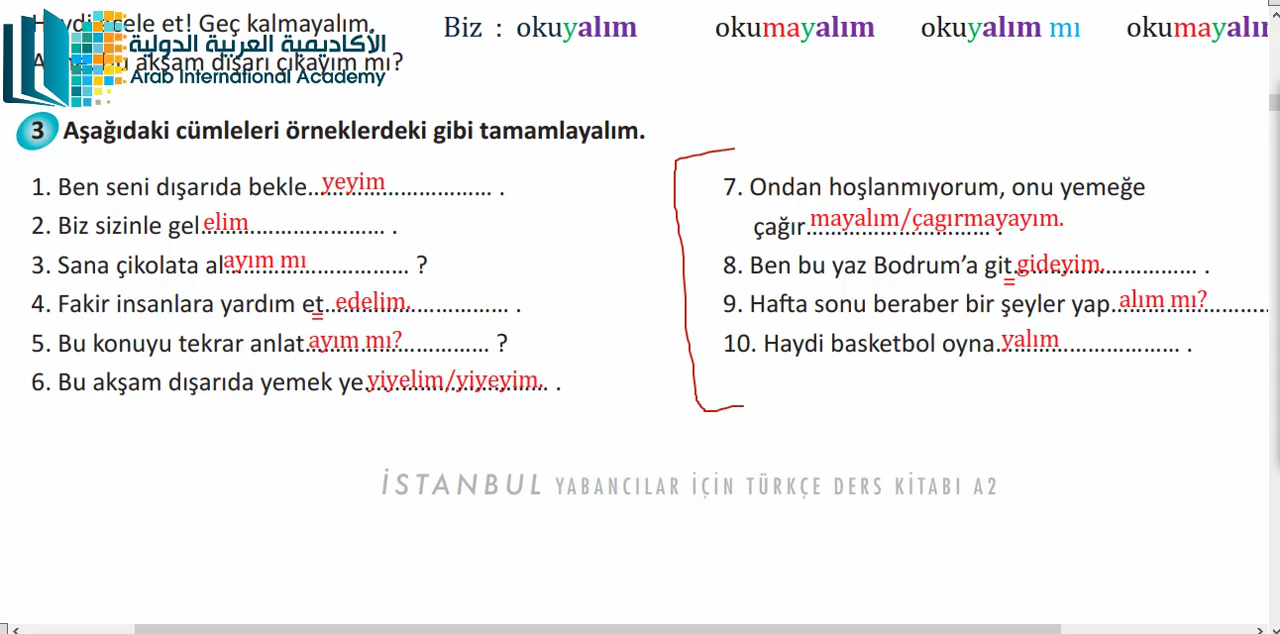 Haydi acele et! Geç kalmayalım.
Biz : okuyalım okumayalım okuyalım mı okumayalım
الأكاديمية العربية الدولية
akşam dışarı çıkayım mı?
Arab International Academy
3 Aşağıdaki cümleleri örneklerdeki gibi tamamlayalım.
1. Ben seni dışarıda bekle...yeyim............................ .
2. Biz sizinle gel elim............................ .
3. Sana çikolata al ayım mı............................ ?
4. Fakir insanlara yardım et. edelim............................ .
5. Bu konuyu tekrar anlat. ayım mı?............................ ?
6. Bu akşam dışarıda yemek ye. yiyelim/yiyeyim. .
7. Ondan hoşlanmıyorum, onu yemeğe
çağır mayalım/çagırmayayım. .
8. Ben bu yaz Bodrum’a git. gideyim............................ .
9. Hafta sonu beraber bir şeyler yap... alım mı?............
10. Haydi basketbol oyna... yalım............................ .
İSTANBUL YABANCILAR İÇİN TÜRKÇE DERS KİTABI A2